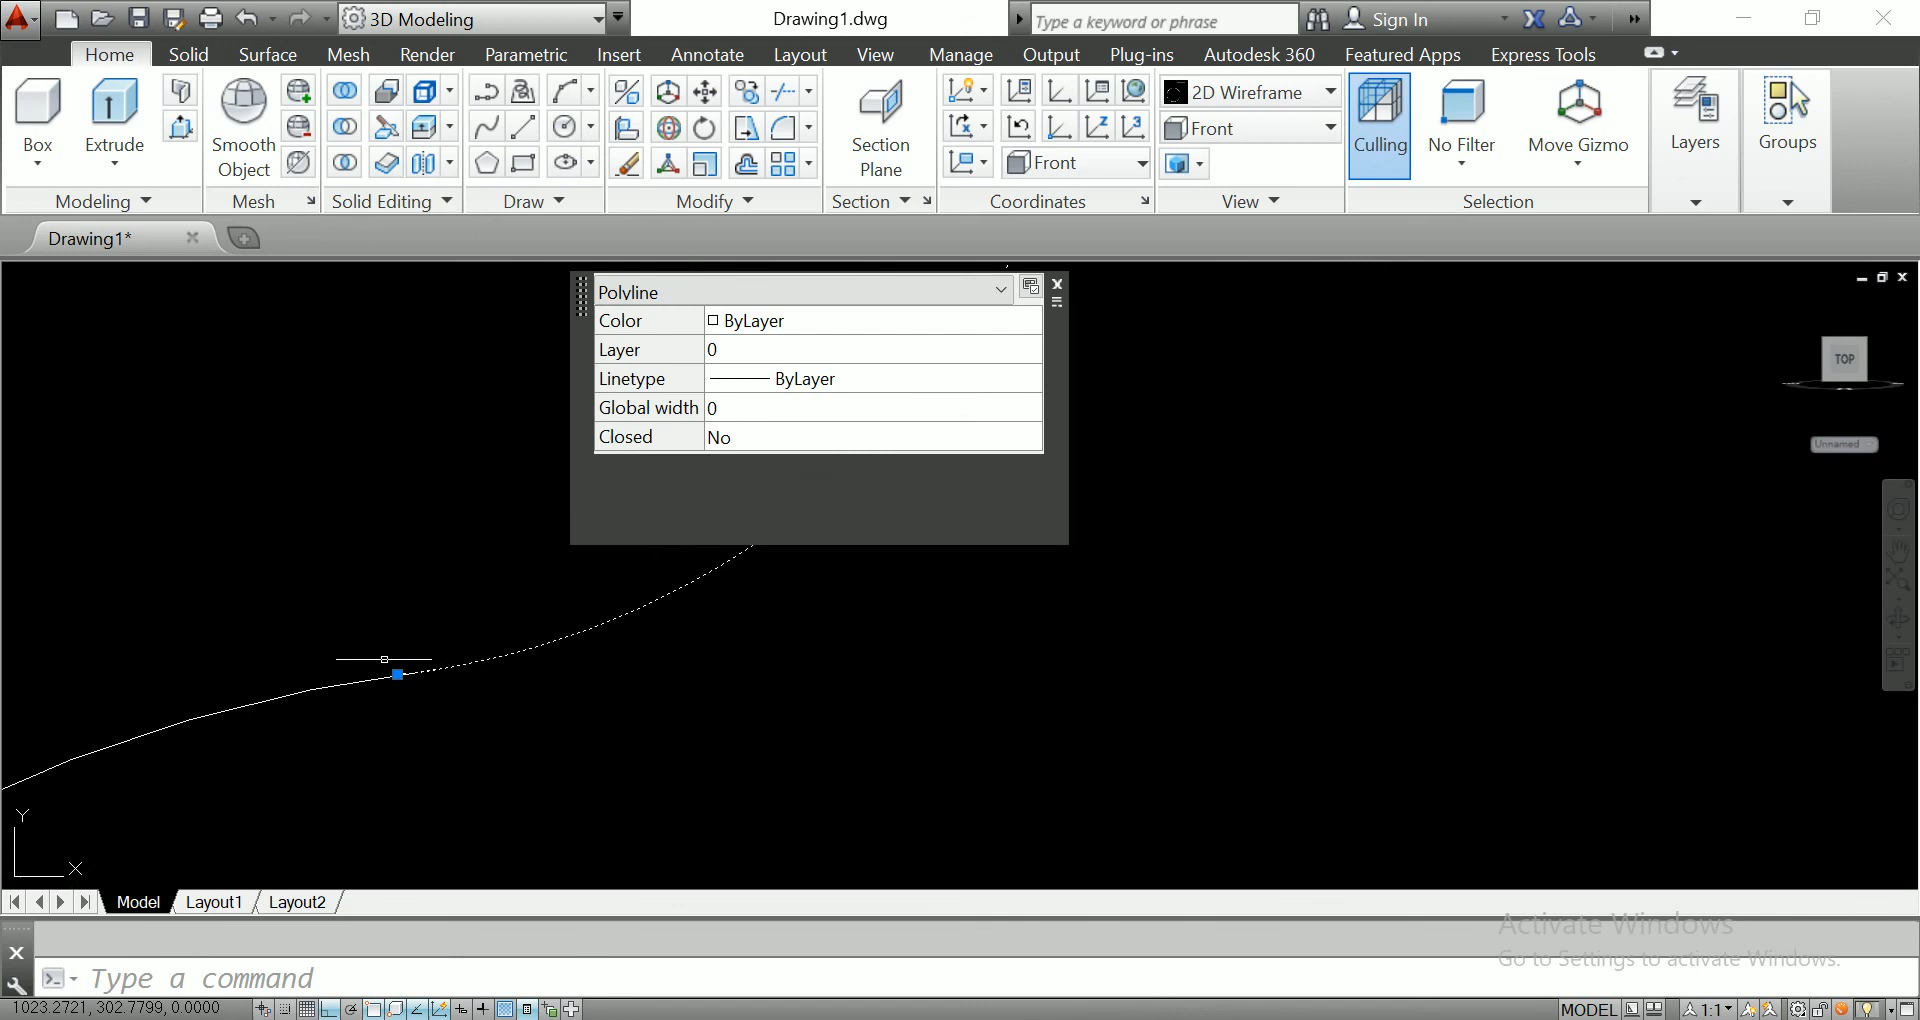 3D Modeling
Drawing1.dwg
Type a keyword or phrase
Sign In
Home Solid Surface Mesh Render Parametric Insert Annotate Layout View Manage Output Plug-ins Autodesk 360 Featured Apps Express Tools
Box
Extrude
Smooth
Object
Section
Plane
2D Wireframe
Front
Front
Culling
No Filter
Move Gizmo
Layers
Groups
Modeling
Mesh
Solid Editing
Draw
Modify
Section
Coordinates
View
Selection
Drawing1*
Polyline
Color ByLayer
Layer 0
Linetype ByLayer
Global width 0
Closed No
TOP
Unnamed
Y
X
Model Layout1 Layout2
Activate Windows
Go to Settings to activate Windows.
Type a command
1023.2721, 302.7799, 0.0000
MODEL
1:1